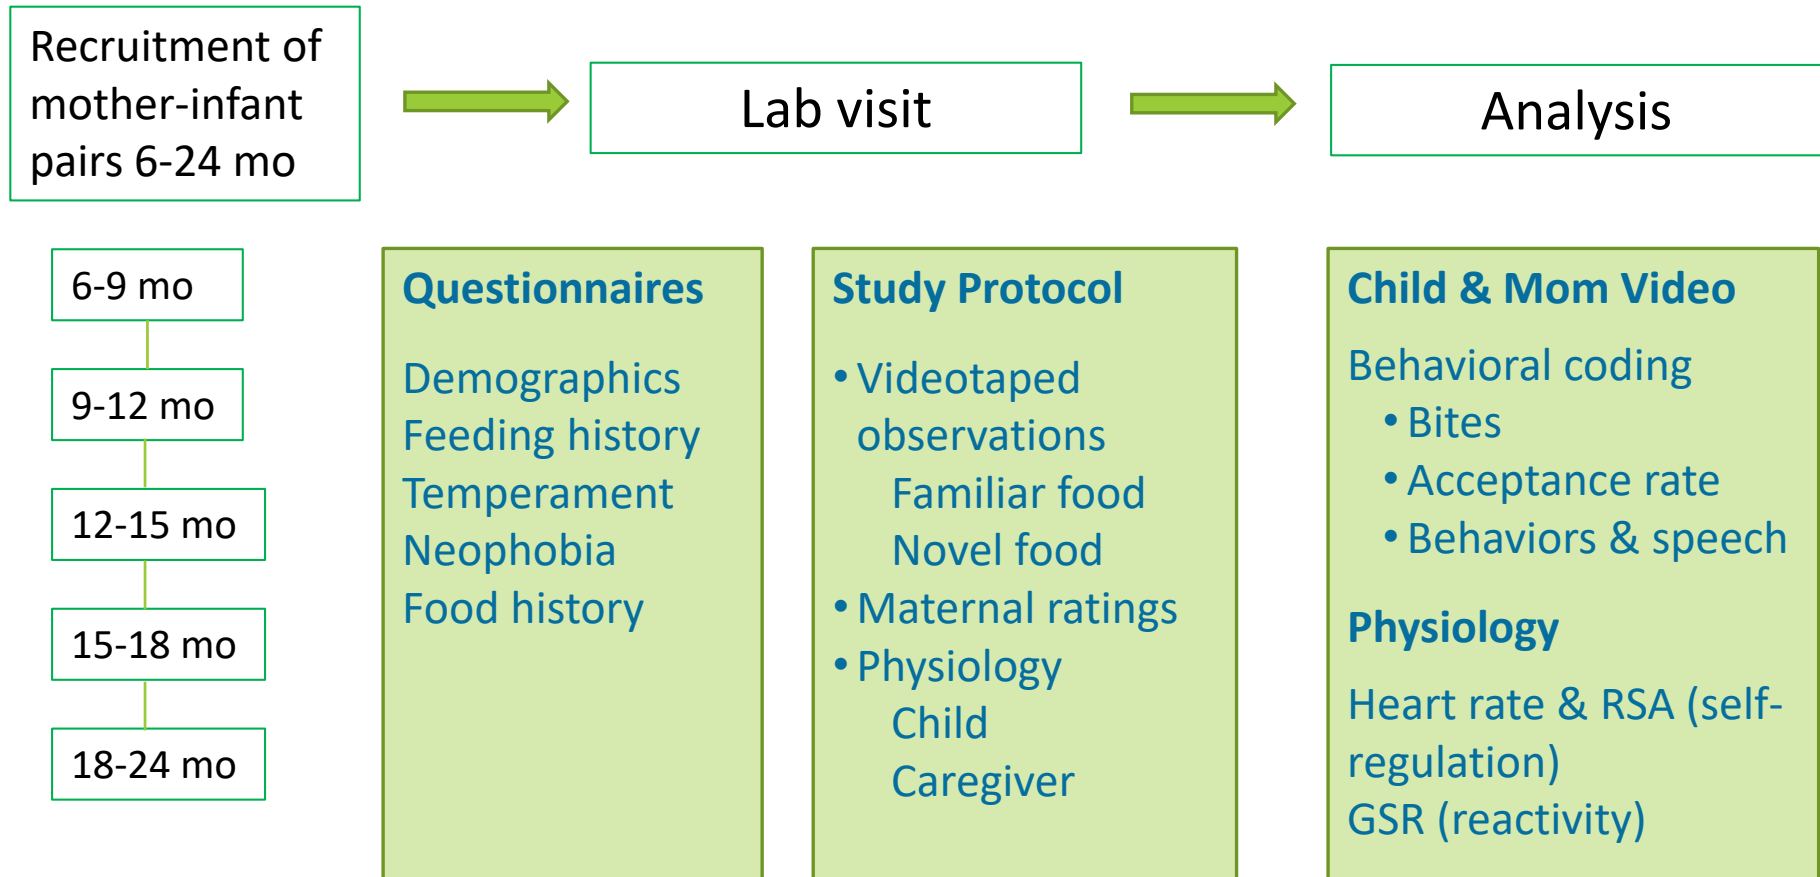 Recruitment of
mother-infant
pairs 6-24 mo
Lab visit
Analysis
6-9 mo
9-12 mo
12-15 mo
15-18 mo
18-24 mo
Questionnaires
Demographics
Feeding history
Temperament
Neophobia
Food history
Study Protocol
• Videotaped
observations
Familiar food
Novel food
• Maternal ratings
• Physiology
Child
Caregiver
Child & Mom Video
Behavioral coding
• Bites
• Acceptance rate
• Behaviors & speech
Physiology
Heart rate & RSA (self-
regulation)
GSR (reactivity)